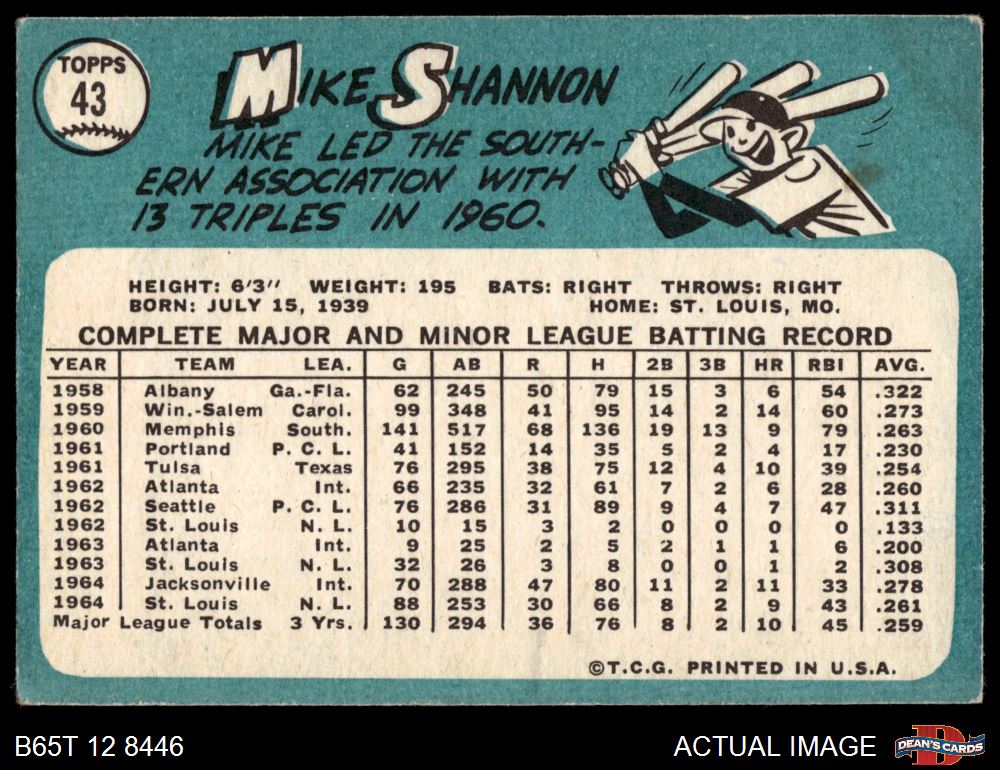 TOPPS
43
MIKE SHANNON
MIKE LED THE SOUTH-
ERN ASSOCIATION WITH
13 TRIPLES IN 1960.
HEIGHT: 6'3" WEIGHT: 195 BATS: RIGHT THROWS: RIGHT
BORN: JULY 15, 1939 HOME: ST. LOUIS, MO.
COMPLETE MAJOR AND MINOR LEAGUE BATTING RECORD
YEAR TEAM LEA. G AB R H 2B 3B HR RBI AVG.
1958 Albany Ga.-Fla. 62 245 50 79 15 3 6 54 .322
1959 Win.-Salem Carol. 99 348 41 95 14 2 14 60 .273
1960 Memphis South. 141 517 68 136 19 13 9 79 .263
1961 Portland P. C. L. 41 152 14 35 5 2 4 17 .230
1961 Tulsa Texas 76 295 38 75 12 4 10 39 .254
1962 Atlanta Int. 66 235 32 61 7 2 6 28 .260
1962 Seattle P. C. L. 76 286 31 89 9 4 7 47 .311
1962 St. Louis N. L. 10 15 3 2 0 0 0 0 .133
1963 Atlanta Int. 9 25 2 5 2 1 1 6 .200
1963 St. Louis N. L. 32 26 3 8 0 0 1 2 .308
1964 Jacksonville Int. 70 288 47 80 11 2 11 33 .278
1964 St. Louis N. L. 88 253 30 66 8 2 9 43 .261
Major League Totals 3 Yrs. 130 294 36 76 8 2 10 45 .259
©T.C.G. PRINTED IN U.S.A.
B65T 12 8446 ACTUAL IMAGE
DEAN'S CARDS